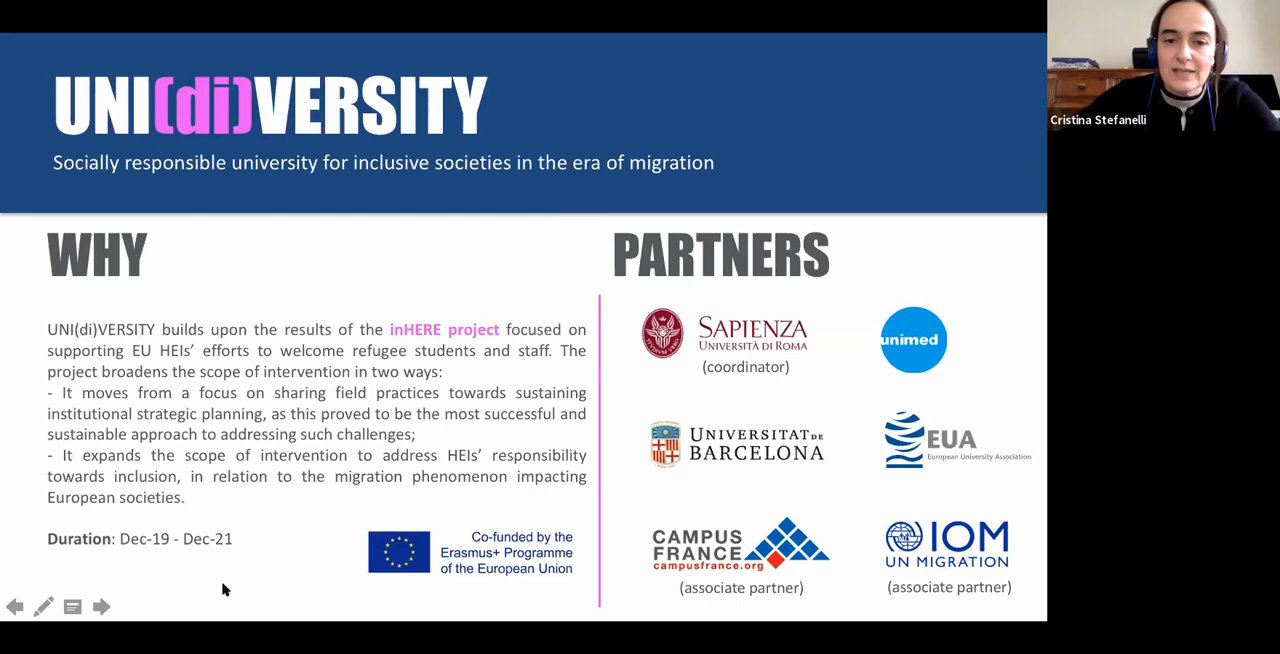 UNI(di)VERSITY
Socially responsible university for inclusive societies in the era of migration
Cristina Stefanelli
WHY
UNI(di)VERSITY builds upon the results of the inHERE project focused on
supporting EU HEIs’ efforts to welcome refugee students and staff. The
project broadens the scope of intervention in two ways:
- It moves from a focus on sharing field practices towards sustaining
institutional strategic planning, as this proved to be the most successful and
sustainable approach to addressing such challenges;
- It expands the scope of intervention to address HEIs’ responsibility
towards inclusion, in relation to the migration phenomenon impacting
European societies.
Duration: Dec-19 - Dec-21
Co-funded by the
Erasmus+ Programme
of the European Union
PARTNERS
SAPIENZA
UNIVERSITÀ DI ROMA
(coordinator)
unimed
UNIVERSITAT DE
BARCELONA
EUA
European University Association
CAMPUS
FRANCE
campusfrance.org
(associate partner)
IOM
UN MIGRATION
(associate partner)